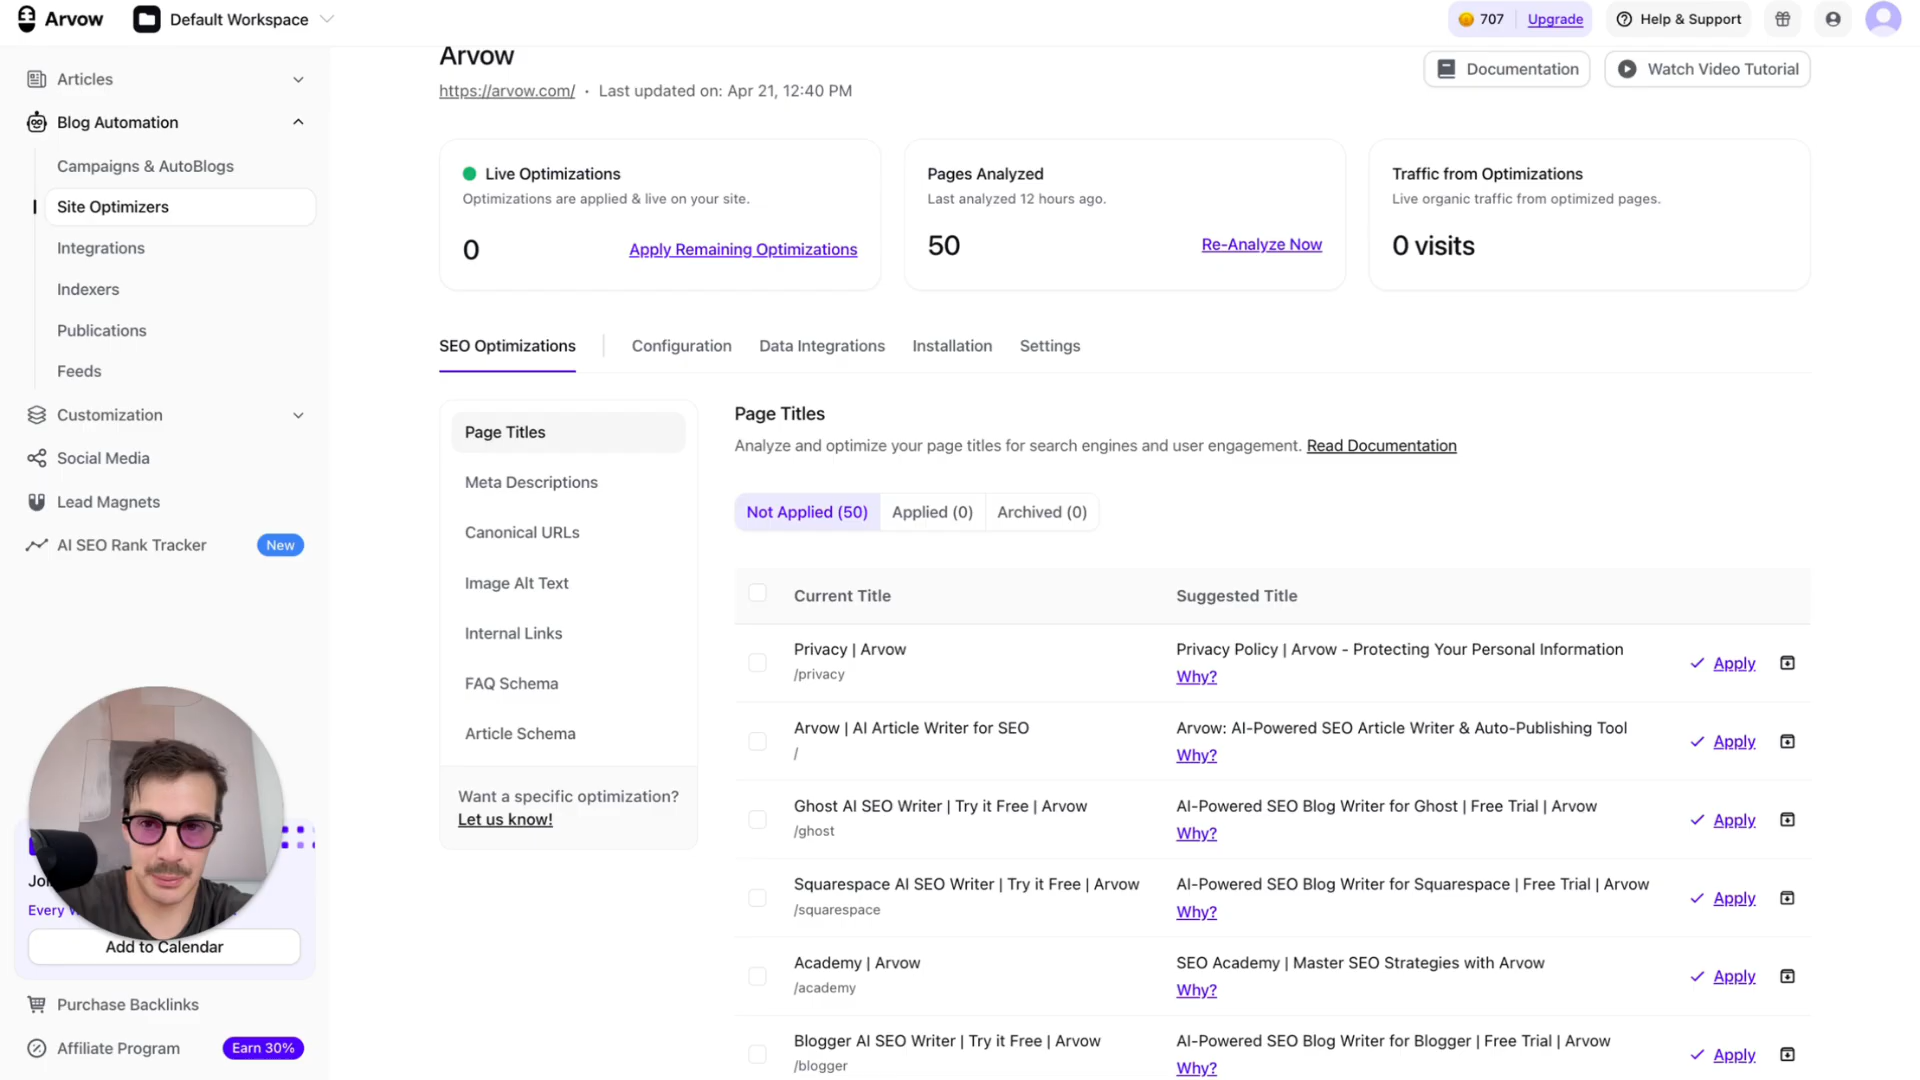 Arvow
Default Workspace
707
Upgrade
Help & Support
Articles
Blog Automation
Campaigns & AutoBlogs
Site Optimizers
Integrations
Indexers
Publications
Feeds
Customization
Social Media
Lead Magnets
AI SEO Rank Tracker
New
Every
Add to Calendar
Purchase Backlinks
Affiliate Program
Earn 30%
Arvow
https://arvow.com/ · Last updated on: Apr 21, 12:40 PM
Documentation
Watch Video Tutorial
Live Optimizations
Optimizations are applied & live on your site.
0
Apply Remaining Optimizations
Pages Analyzed
Last analyzed 12 hours ago.
50
Re-Analyze Now
Traffic from Optimizations
Live organic traffic from optimized pages.
0 visits
SEO Optimizations
Configuration
Data Integrations
Installation
Settings
Page Titles
Meta Descriptions
Canonical URLs
Image Alt Text
Internal Links
FAQ Schema
Article Schema
Want a specific optimization?
Let us know!
Page Titles
Analyze and optimize your page titles for search engines and user engagement. Read Documentation
Not Applied (50)
Applied (0)
Archived (0)
Current Title
Suggested Title
Privacy | Arvow
/privacy
Privacy Policy | Arvow - Protecting Your Personal Information
Why?
Apply
Arvow | AI Article Writer for SEO
/
Arvow: AI-Powered SEO Article Writer & Auto-Publishing Tool
Why?
Apply
Ghost AI SEO Writer | Try it Free | Arvow
/ghost
AI-Powered SEO Blog Writer for Ghost | Free Trial | Arvow
Why?
Apply
Squarespace AI SEO Writer | Try it Free | Arvow
/squarespace
AI-Powered SEO Blog Writer for Squarespace | Free Trial | Arvow
Why?
Apply
Academy | Arvow
/academy
SEO Academy | Master SEO Strategies with Arvow
Why?
Apply
Blogger AI SEO Writer | Try it Free | Arvow
/blogger
AI-Powered SEO Blog Writer for Blogger | Free Trial | Arvow
Why?
Apply